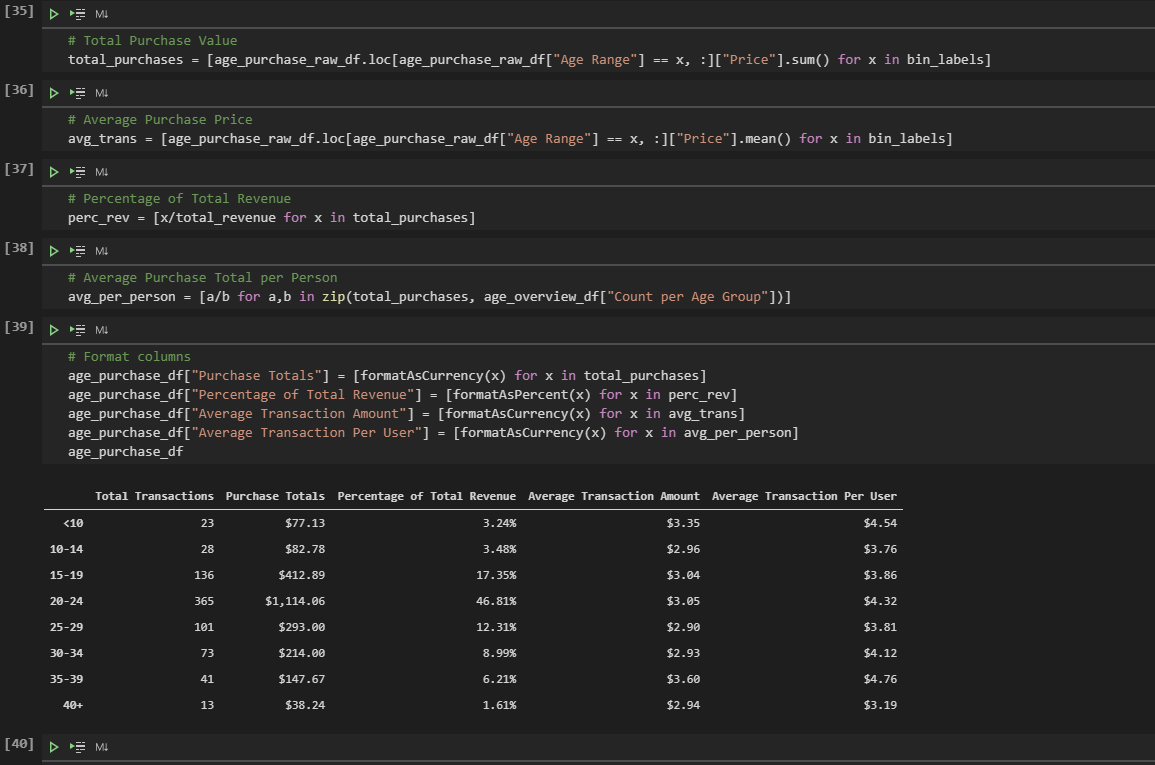 [35] M↓
# Total Purchase Value
total_purchases = [age_purchase_raw_df.loc[age_purchase_raw_df["Age Range"] == x, :]["Price"].sum() for x in bin_labels]
[36] M↓
# Average Purchase Price
avg_trans = [age_purchase_raw_df.loc[age_purchase_raw_df["Age Range"] == x, :]["Price"].mean() for x in bin_labels]
[37] M↓
# Percentage of Total Revenue
perc_rev = [x/total_revenue for x in total_purchases]
[38] M↓
# Average Purchase Total per Person
avg_per_person = [a/b for a,b in zip(total_purchases, age_overview_df["Count per Age Group"])]
[39] M↓
# Format columns
age_purchase_df["Purchase Totals"] = [formatAsCurrency(x) for x in total_purchases]
age_purchase_df["Percentage of Total Revenue"] = [formatAsPercent(x) for x in perc_rev]
age_purchase_df["Average Transaction Amount"] = [formatAsCurrency(x) for x in avg_trans]
age_purchase_df["Average Transaction Per User"] = [formatAsCurrency(x) for x in avg_per_person]
age_purchase_df
Total Transactions Purchase Totals Percentage of Total Revenue Average Transaction Amount Average Transaction Per User
<10 23 $77.13 3.24% $3.35 $4.54
10-14 28 $82.78 3.48% $2.96 $3.76
15-19 136 $412.89 17.35% $3.04 $3.86
20-24 365 $1,114.06 46.81% $3.05 $4.32
25-29 101 $293.00 12.31% $2.90 $3.81
30-34 73 $214.00 8.99% $2.93 $4.12
35-39 41 $147.67 6.21% $3.60 $4.76
40+ 13 $38.24 1.61% $2.94 $3.19
[40] M↓